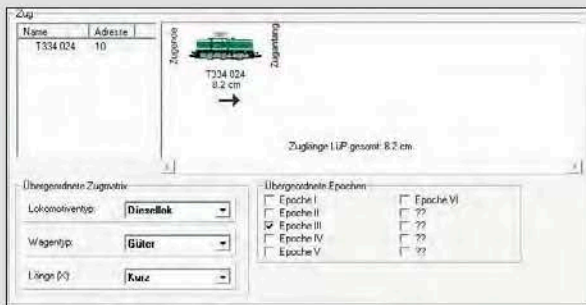 Zug
Name Adresse
T334 024 10
Zugende
Zuganfang
T334 024
8.2 cm
Zuglänge LüP gesamt: 8.2 cm
Übergeordnete Zugmatrix
Lokomotiventyp: Diesellok
Wagentyp: Güter
Länge (X): Kurz
Übergeordnete Epochen
Epoche I
Epoche II
Epoche III
Epoche IV
Epoche V
Epoche VI
??
??
??
??